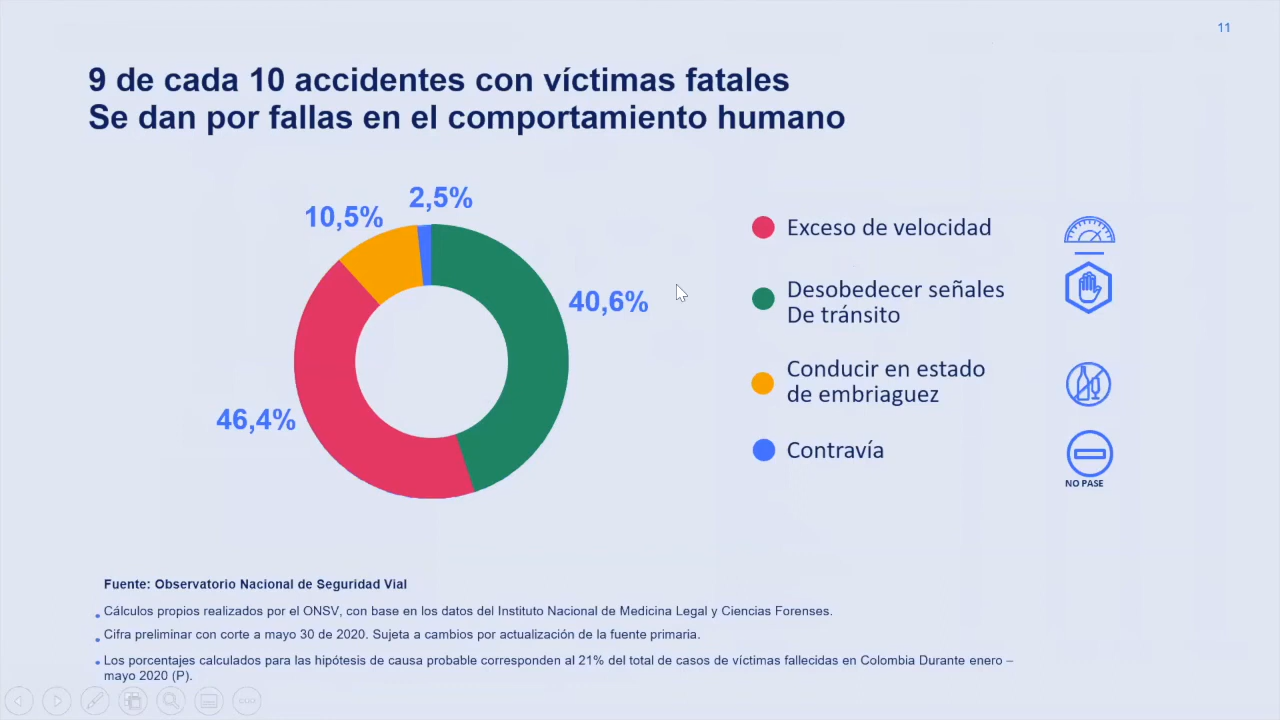 11
9 de cada 10 accidentes con víctimas fatales
Se dan por fallas en el comportamiento humano
2,5%
10,5%
40,6%
46,4%
Exceso de velocidad
Desobedecer señales
De tránsito
Conducir en estado
de embriaguez
Contravía
NO PASE
Fuente: Observatorio Nacional de Seguridad Vial
Cálculos propios realizados por el ONSV, con base en los datos del Instituto Nacional de Medicina Legal y Ciencias Forenses.
Cifra preliminar con corte a mayo 30 de 2020. Sujeta a cambios por actualización de la fuente primaria.
Los porcentajes calculados para las hipótesis de causa probable corresponden al 21% del total de casos de víctimas fallecidas en Colombia Durante enero –
mayo 2020 (P).